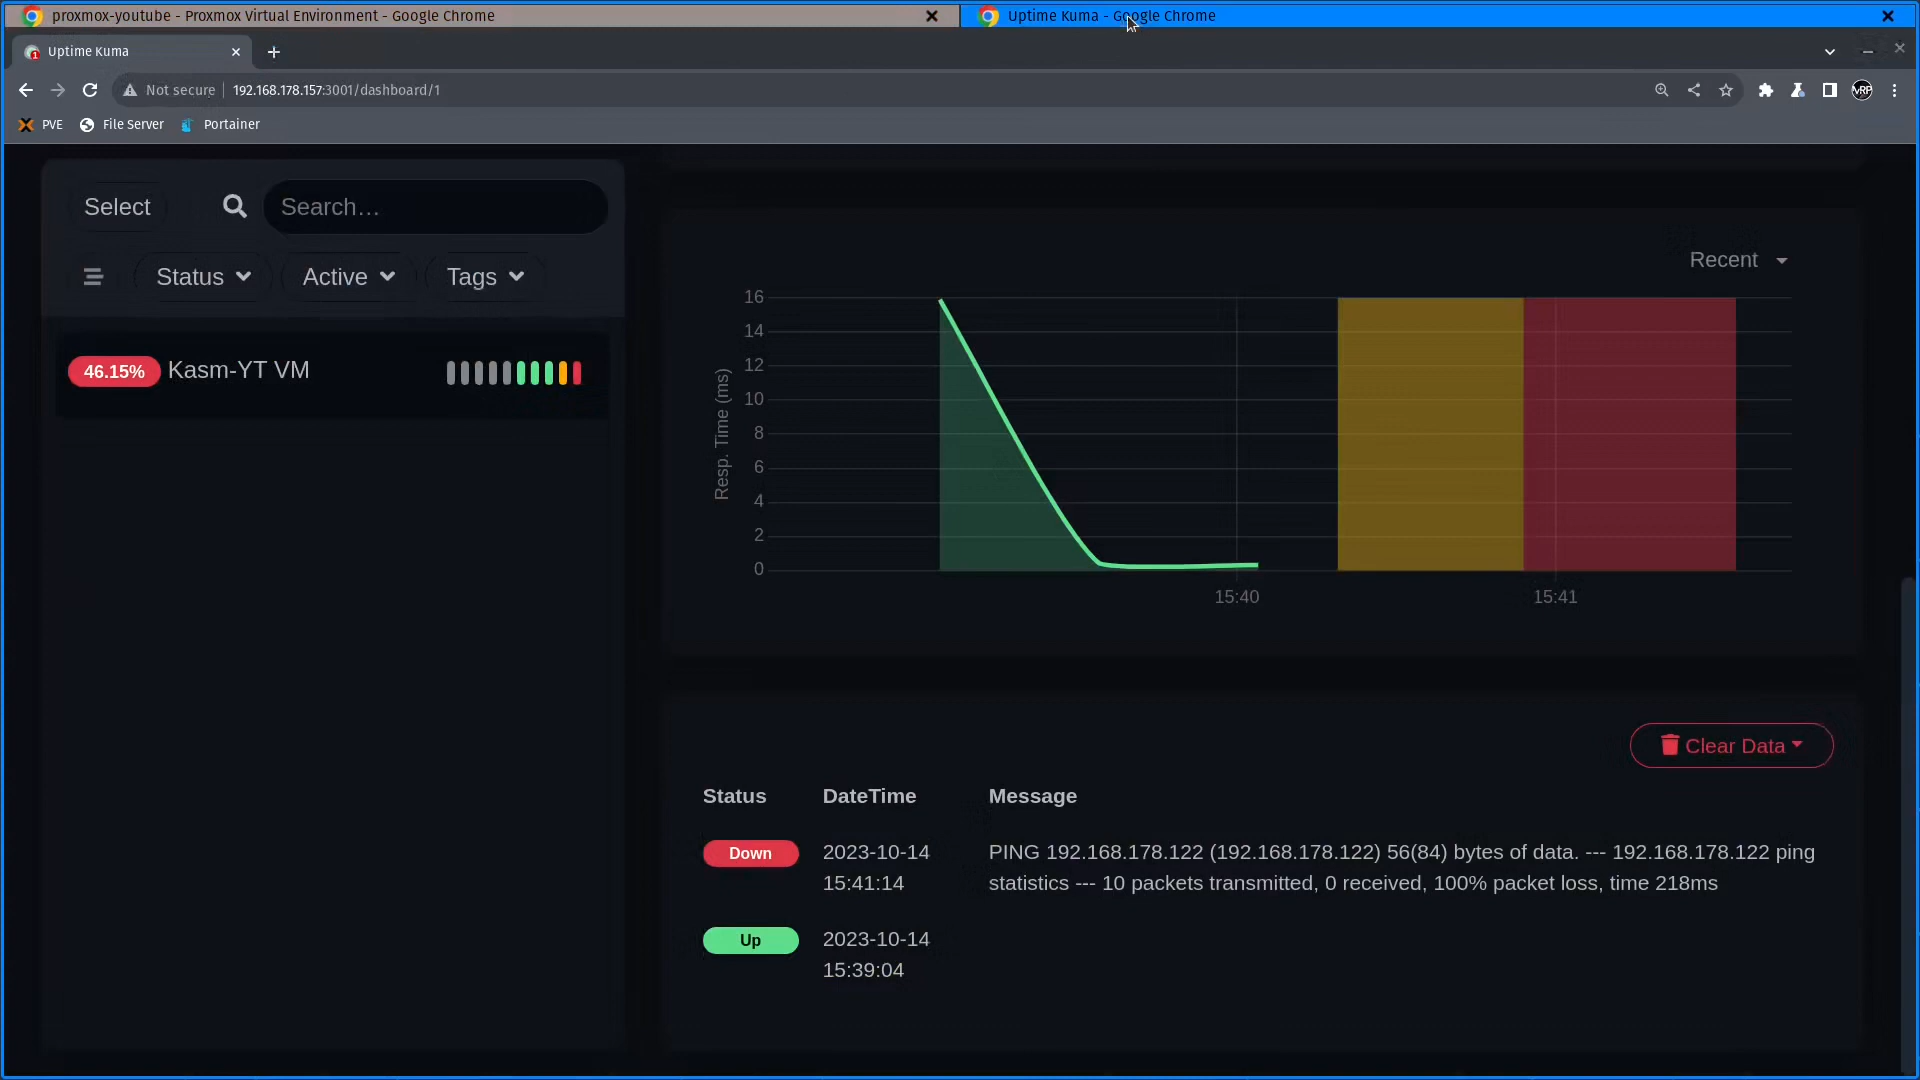 proxmox-youtube - Proxmox Virtual Environment - Google Chrome
Uptime Kuma - Google Chrome
Uptime Kuma
Not secure
192.168.178.157:3001/dashboard/1
VRP
PVE
File Server
Portainer
Select
Search...
Status
Active
Tags
46.15%
Kasm-YT VM
Recent
16
14
12
10
8
6
4
2
0
Resp. Time (ms)
15:40
15:41
Clear Data
Status
DateTime
Message
Down
2023-10-14
15:41:14
PING 192.168.178.122 (192.168.178.122) 56(84) bytes of data. --- 192.168.178.122 ping
statistics --- 10 packets transmitted, 0 received, 100% packet loss, time 218ms
Up
2023-10-14
15:39:04